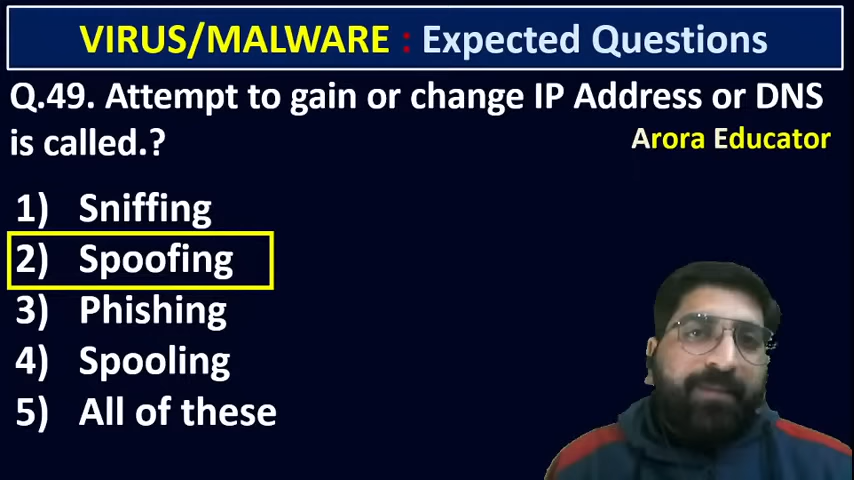 VIRUS/MALWARE : Expected Questions
Q.49. Attempt to gain or change IP Address or DNS
is called.?
Arora Educator
1) Sniffing
2) Spoofing
3) Phishing
4) Spooling
5) All of these